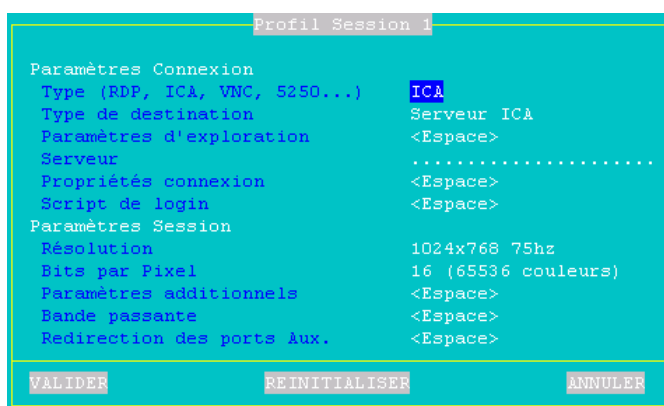 Profil Session 1
Paramètres Connexion
Type (RDP, ICA, VNC, 5250...) ICA
Type de destination Serveur ICA
Paramètres d'exploration <Espace>
Serveur ......................
Propriétés connexion <Espace>
Script de login <Espace>
Paramètres Session
Résolution 1024x768 75hz
Bits par Pixel 16 (65536 couleurs)
Paramètres additionnels <Espace>
Bande passante <Espace>
Redirection des ports Aux. <Espace>
VALIDER REINITIALISER ANNULER